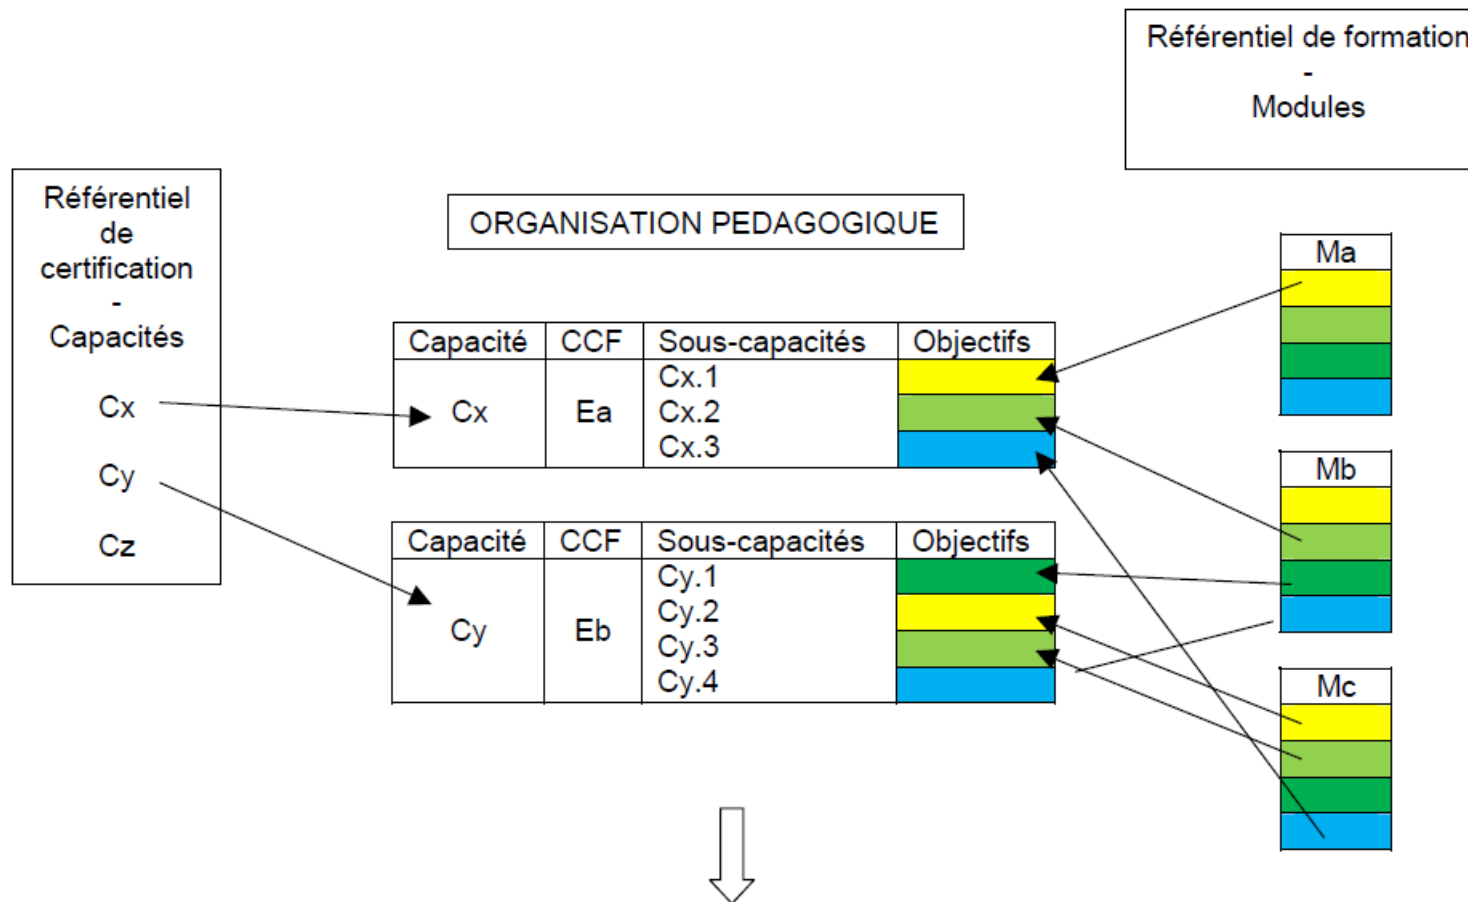 Référentiel de formation
-
Modules
Référentiel
de
certification
-
Capacités
Cx
Cy
Cz
ORGANISATION PEDAGOGIQUE
Capacité CCF Sous-capacités Objectifs
Cx Ea
Cx.1
Cx.2
Cx.3
Capacité CCF Sous-capacités Objectifs
Cy Eb
Cy.1
Cy.2
Cy.3
Cy.4
Ma
Mb
Mc